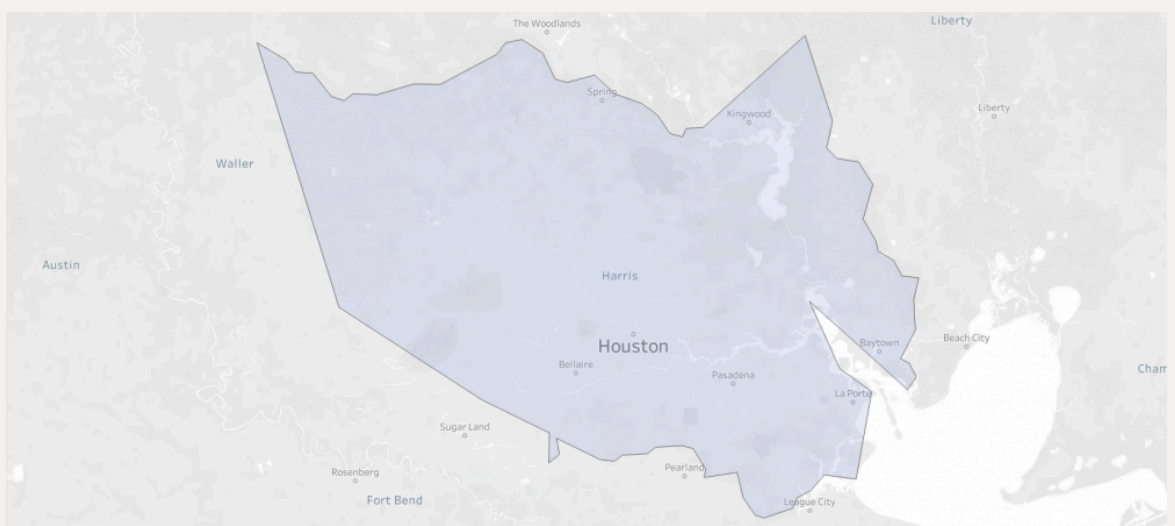 The Woodlands
Liberty
Spring
Liberty
Kingwood
Waller
Austin
Harris
Houston
Baytown
Beach City
Bellaire
Pasadena
Cham
La Porte
Sugar Land
Pearland
Rosenberg
Fort Bend
League City